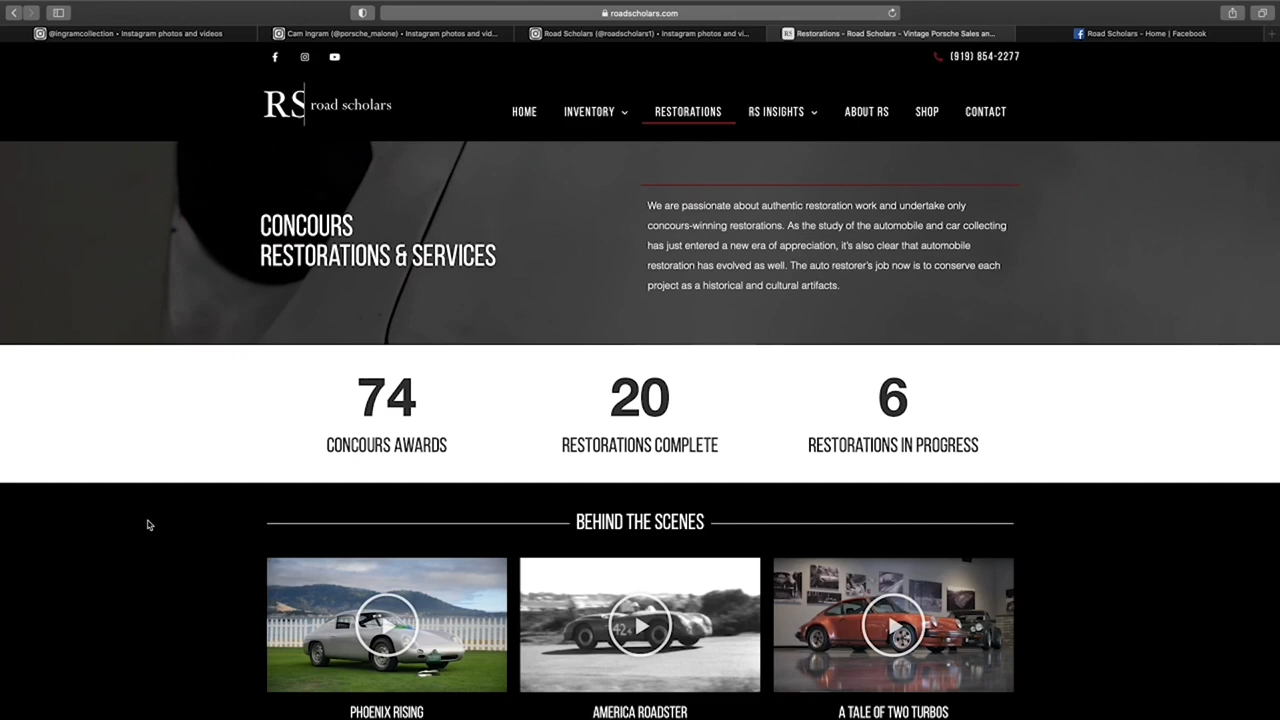 roadscholars.com
@ingramcollection • Instagram photos and videos
Cam Ingram (@porsche_malone) • Instagram photos and vid...
Road Scholars (@roadscholars1) • Instagram photos and vi...
RS
Restorations - Road Scholars - Vintage Porsche Sales an...
Road Scholars - Home | Facebook
(919) 854-2277
RS road scholars
HOME
INVENTORY
RESTORATIONS
RS INSIGHTS
ABOUT RS
SHOP
CONTACT
CONCOURS
RESTORATIONS & SERVICES
We are passionate about authentic restoration work and undertake only
concours-winning restorations. As the study of the automobile and car collecting
has just entered a new era of appreciation, it's also clear that automobile
restoration has evolved as well. The auto restorer's job now is to conserve each
project as a historical and cultural artifacts.
74
CONCOURS AWARDS
20
RESTORATIONS COMPLETE
6
RESTORATIONS IN PROGRESS
BEHIND THE SCENES
42
PHOENIX RISING
AMERICA ROADSTER
A TALE OF TWO TURBOS